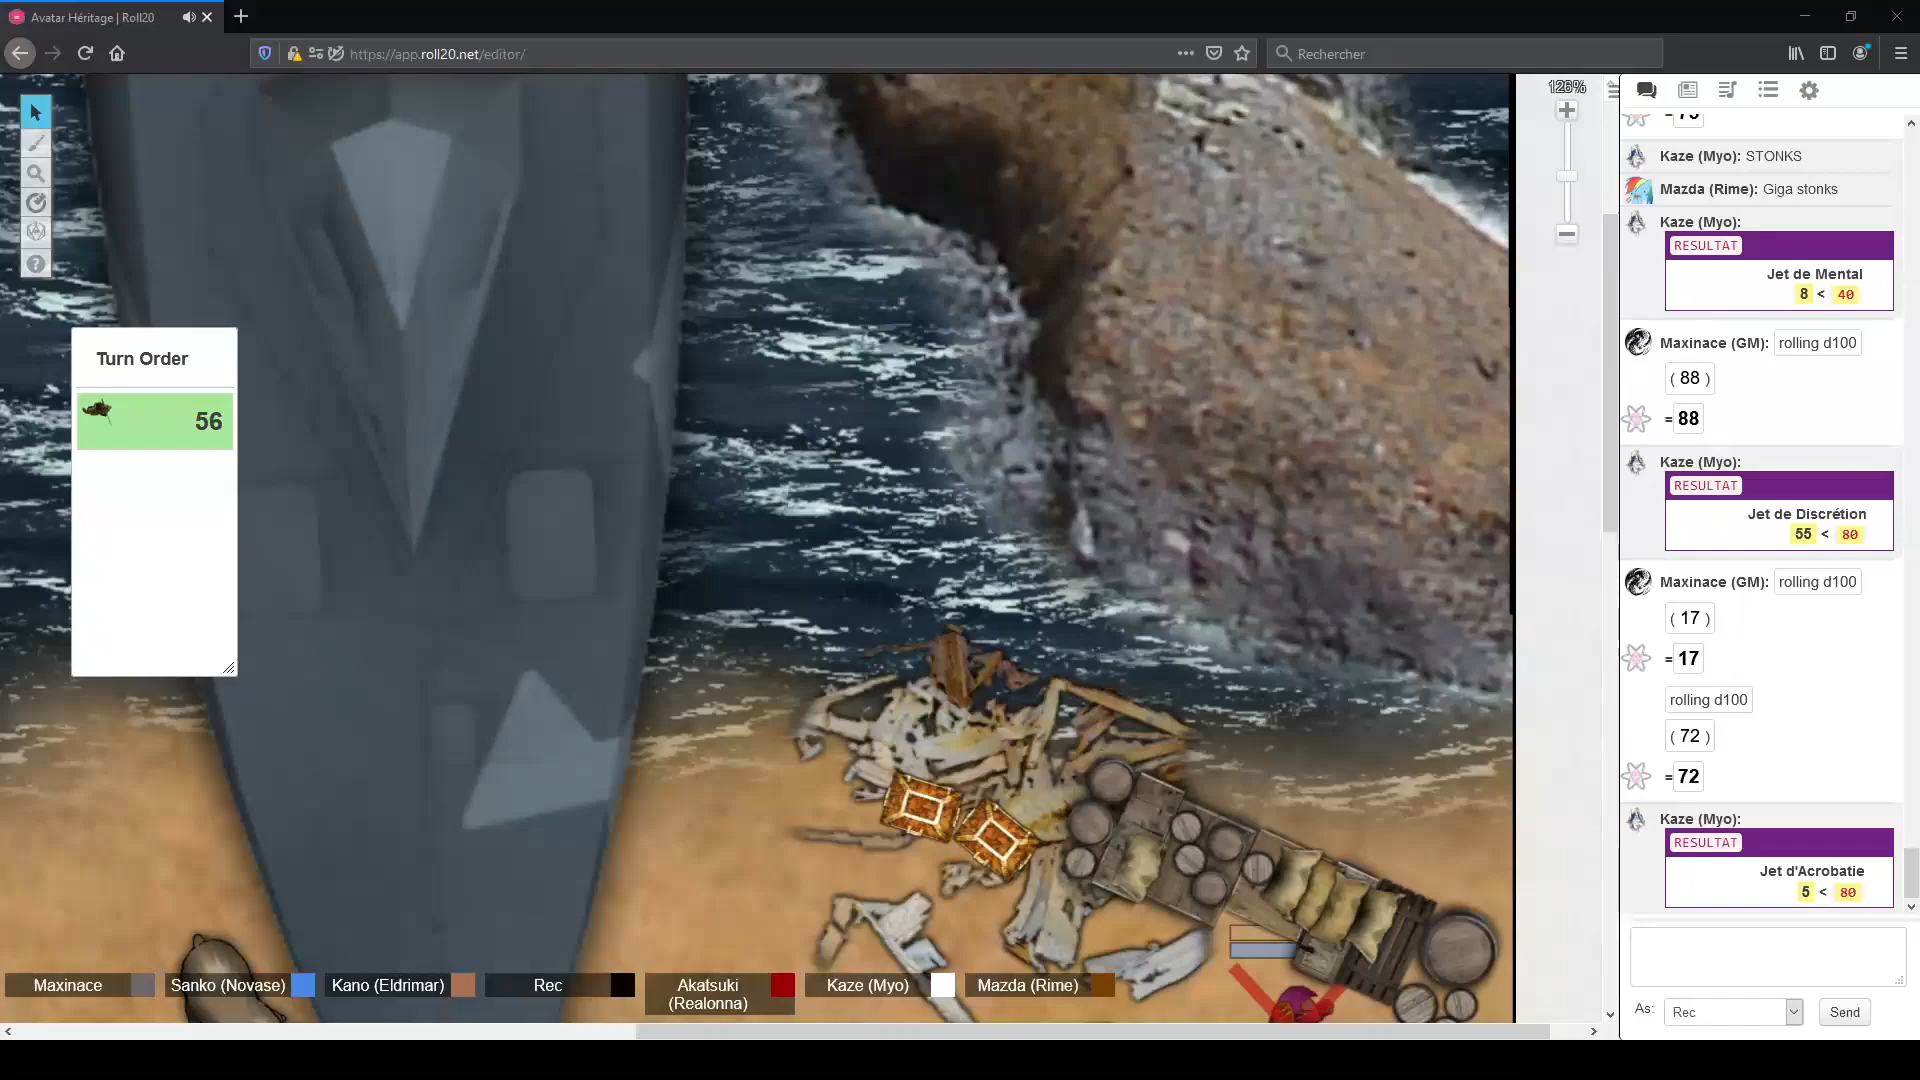 Avatar Héritage | Roll20
https://app.roll20.net/editor/
Rechercher
126%
Turn Order
56
=
Kaze (Myo): STONKS
Mazda (Rime): Giga stonks
Kaze (Myo):
RESULTAT
Jet de Mental
8 < 40
Maxinace (GM): rolling d100
( 88 )
= 88
Kaze (Myo):
RESULTAT
Jet de Discrétion
55 < 80
Maxinace (GM): rolling d100
( 17 )
= 17
rolling d100
( 72 )
= 72
Kaze (Myo):
RESULTAT
Jet d'Acrobatie
5 < 80
Maxinace
Sanko (Novase)
Kano (Eldrimar)
Rec
Akatsuki
(Realonna)
Kaze (Myo)
Mazda (Rime)
As:
Rec
Send